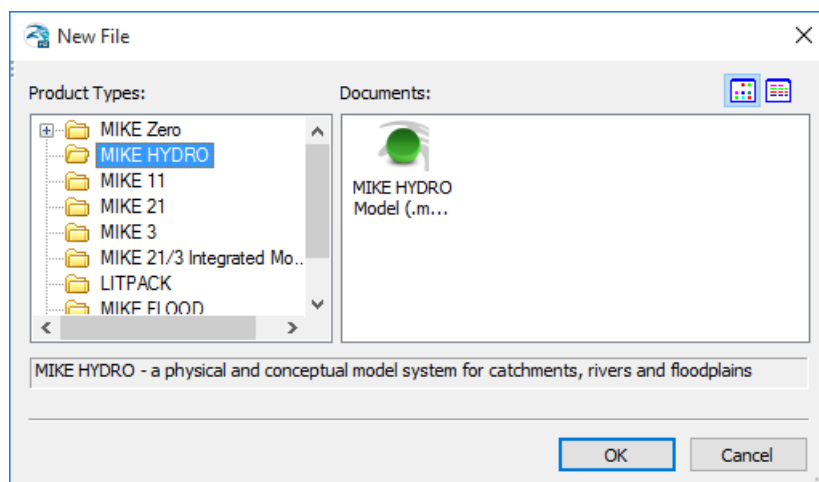 New File
Product Types:
Documents:
MIKE Zero
MIKE HYDRO
MIKE 11
MIKE 21
MIKE 3
MIKE 21/3 Integrated Mo..
LITPACK
MIKE FLOOD
MIKE HYDRO
Model (.m...
MIKE HYDRO - a physical and conceptual model system for catchments, rivers and floodplains
OK
Cancel